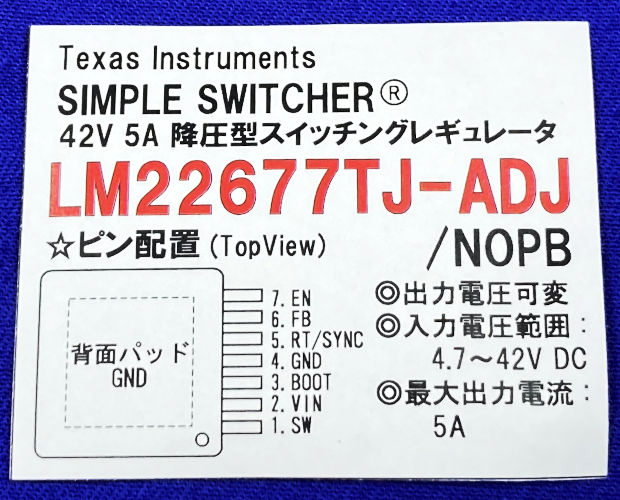 Texas Instruments
SIMPLE SWITCHER®
42V 5A 降圧型スイッチングレギュレータ
LM22677TJ-ADJ
/NOPB
☆ピン配置(TopView)
背面パッド
GND
7. EN
6. FB
5. RT/SYNC
4. GND
3. BOOT
2. VIN
1. SW
◎出力電圧可変
◎入力電圧範囲：
4.7～42V DC
◎最大出力電流：
5A